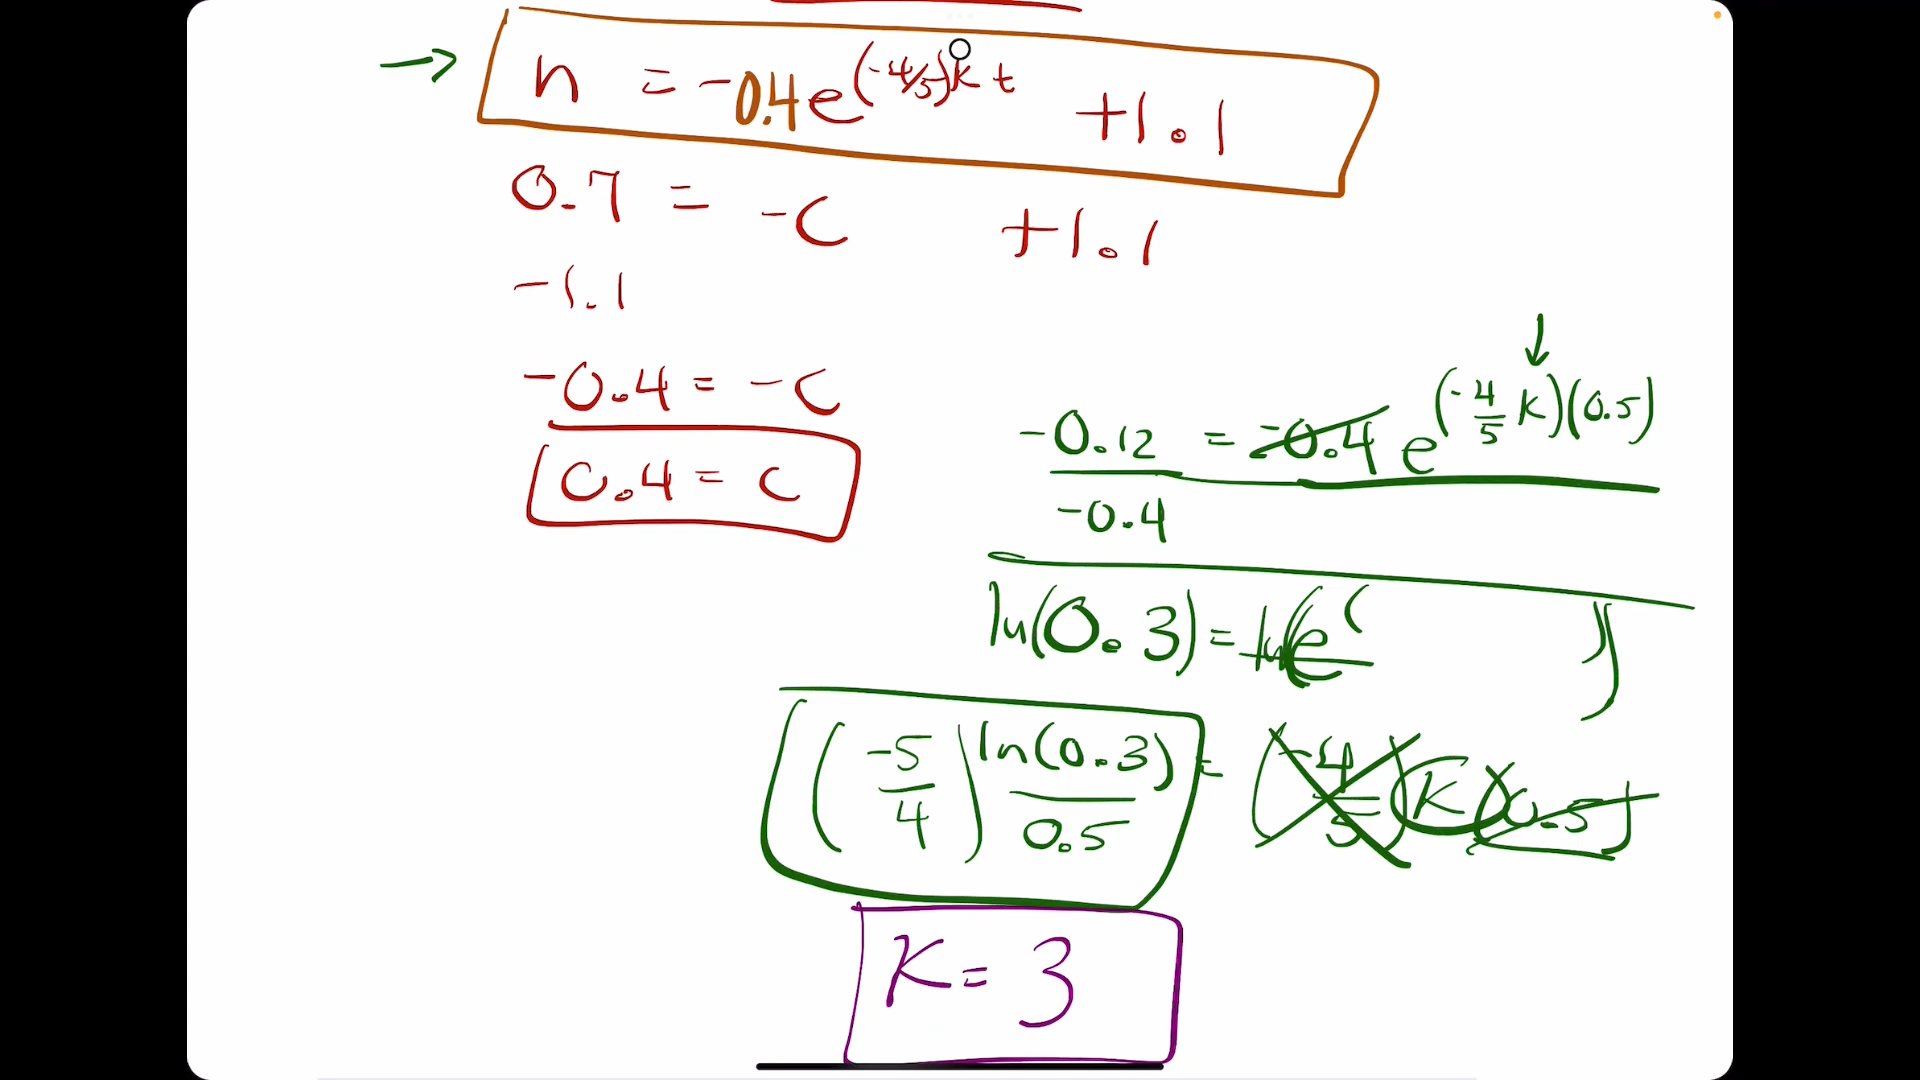 → n = -0.4e^(-4/5)kt +1.1
0.7 = -C +1.1
-1.1
-0.4 = -C
0.4 = C
-0.12 = -0.4 e^(-4/5 K)(0.5)
-0.4
ln(0.3) = ln(e^( ))
(-5/4) ln(0.3)/0.5 = (-4/5)(K)(0.5)
K = 3